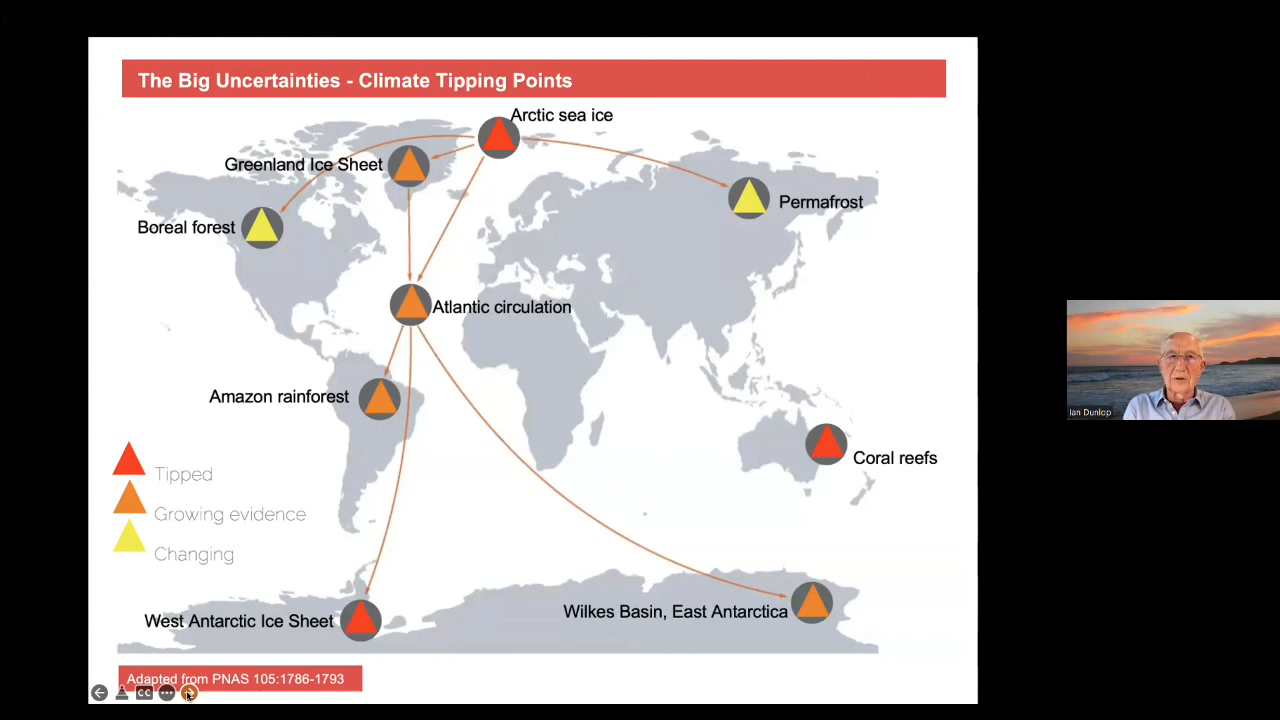 The Big Uncertainties - Climate Tipping Points
Arctic sea ice
Greenland Ice Sheet
Permafrost
Boreal forest
Atlantic circulation
Amazon rainforest
Coral reefs
Tipped
Growing evidence
Changing
West Antarctic Ice Sheet
Wilkes Basin, East Antarctica
Adapted from PNAS 105:1786-1793
CC
Ian Dunlop